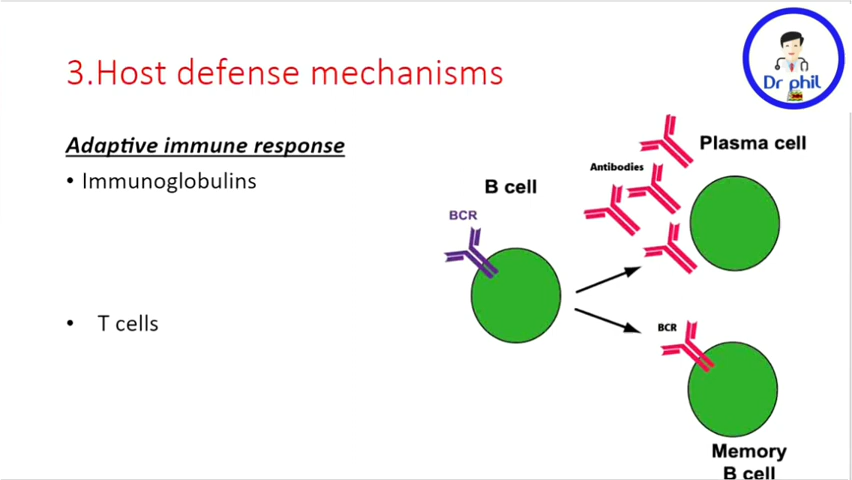 3.Host defense mechanisms
Dr phil
Adaptive immune response
• Immunoglobulins
• T cells
B cell
BCR
Antibodies
Plasma cell
BCR
Memory
B cell